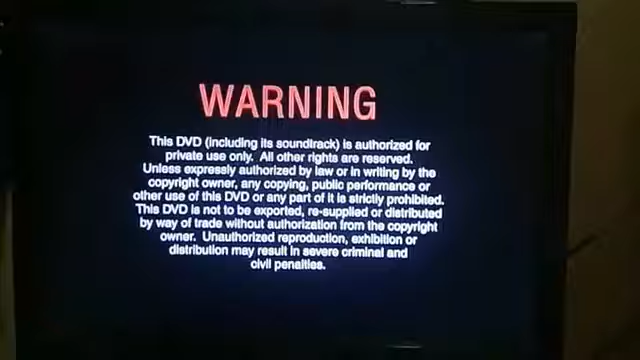 WARNING
This DVD (including its soundtrack) is authorized for
private use only. All other rights are reserved.
Unless expressly authorized by law or in writing by the
copyright owner, any copying, public performance or
other use of this DVD or any part of it is strictly prohibited.
This DVD is not to be exported, re-supplied or distributed
by way of trade without authorization from the copyright
owner. Unauthorized reproduction, exhibition or
distribution may result in severe criminal and
civil penalties.